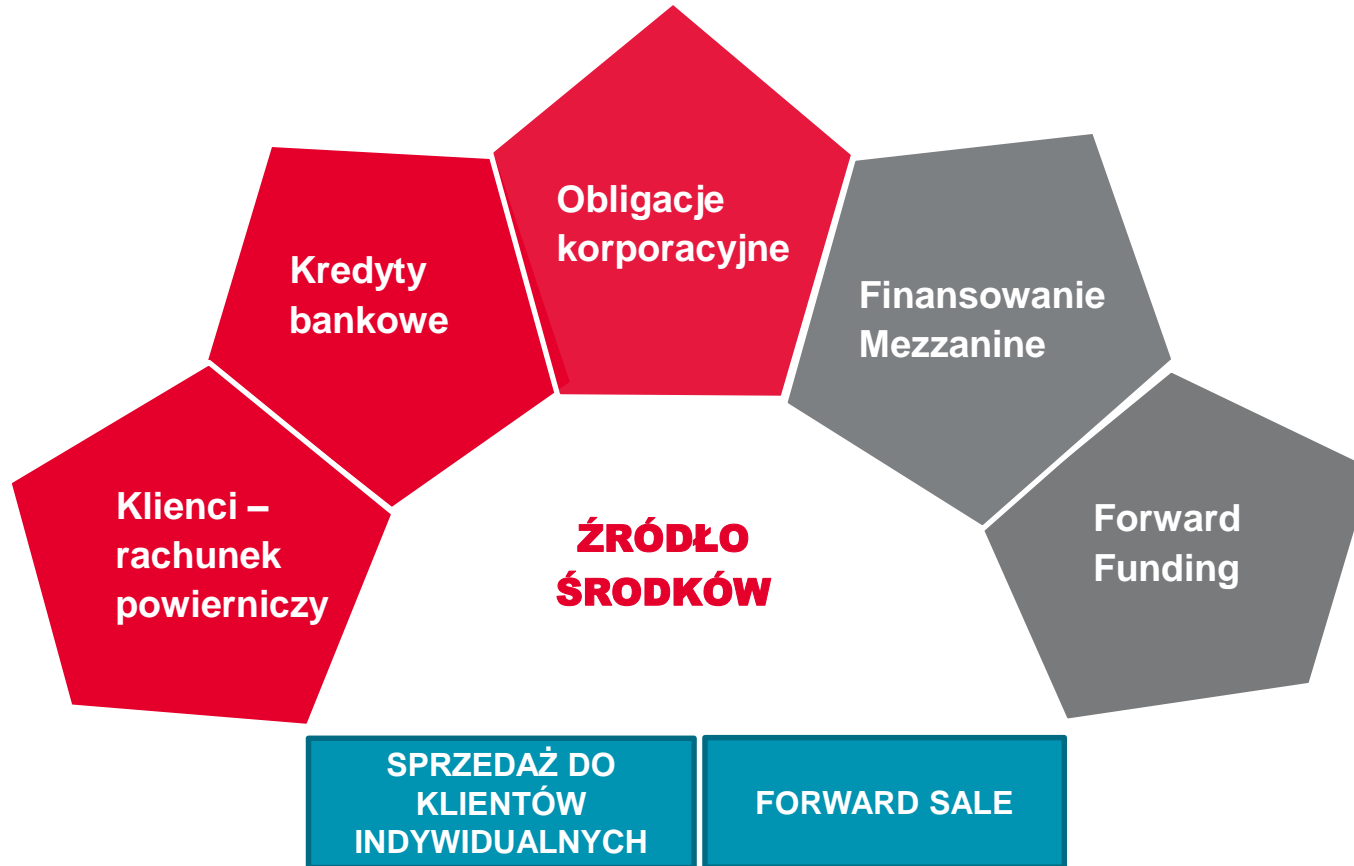 Obligacje
korporacyjne
Kredyty
bankowe
Finansowanie
Mezzanine
Klienci –
rachunek
powierniczy
Forward
Funding
ŹRÓDŁO
ŚRODKÓW
SPRZEDAŻ DO
KLIENTÓW
INDYWIDUALNYCH
FORWARD SALE